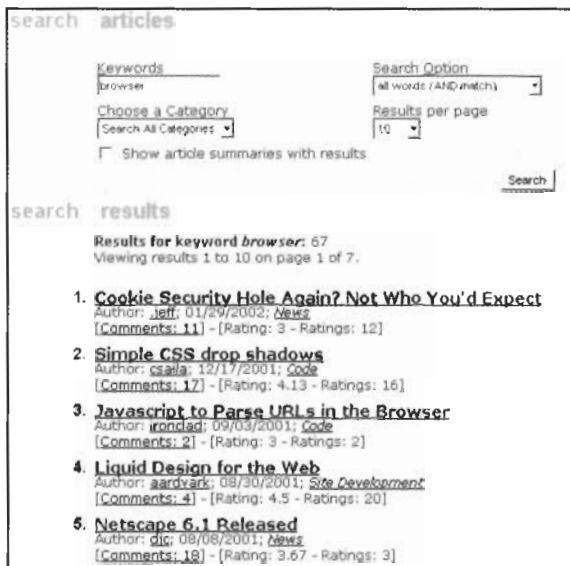 search articles
Keywords Search Option
browser all words (AND match)
Choose a Category Results per page
Search All Categories 10
Show article summaries with results
Search
search results
Results for keyword browser: 67
Viewing results 1 to 10 on page 1 of 7.
1. Cookie Security Hole Again? Not Who You'd Expect
Author: jeff; 01/29/2002; News
[Comments: 11] - [Rating: 3 - Ratings: 12]
2. Simple CSS drop shadows
Author: csaila; 12/17/2001; Code
[Comments: 17] - [Rating: 4.13 - Ratings: 16]
3. Javascript to Parse URLs in the Browser
Author: ironclad; 09/03/2001; Code
[Comments: 2] - [Rating: 3 - Ratings: 2]
4. Liquid Design for the Web
Author: aardvark; 08/30/2001; Site Development
[Comments: 4] - [Rating: 4.5 - Ratings: 20]
5. Netscape 6.1 Released
Author: djc; 08/08/2001; News
[Comments: 18] - [Rating: 3.67 - Ratings: 3]